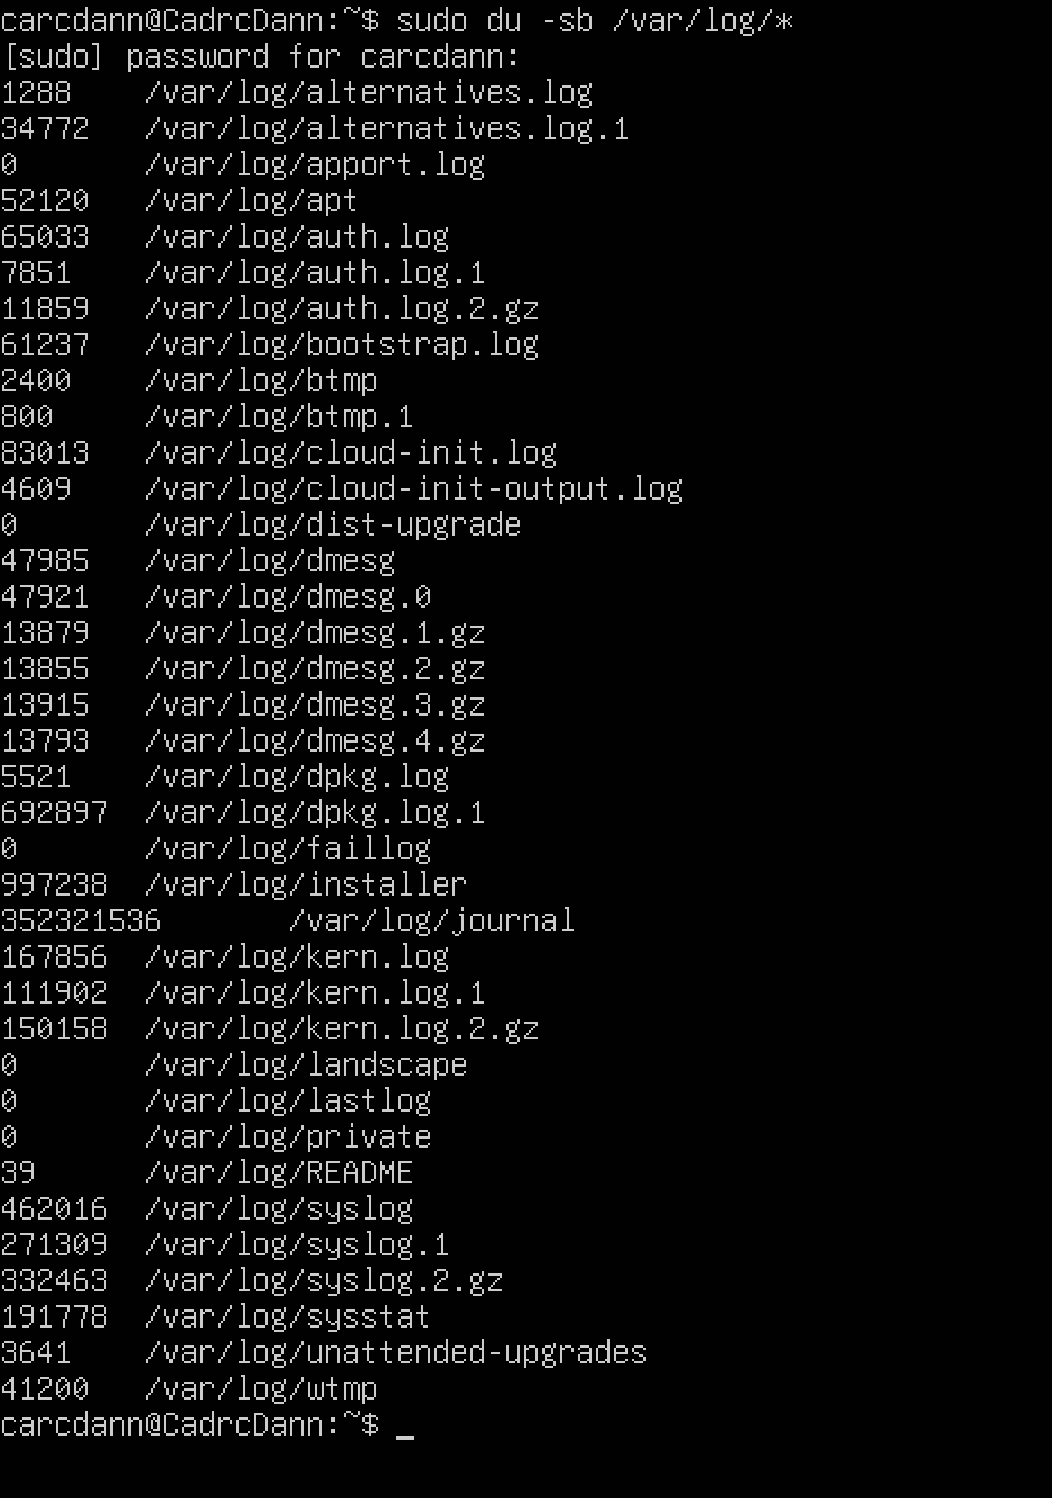 carcdann@CadrcDann:~$ sudo du -sb /var/log/*
[sudo] password for carcdann:
1288    /var/log/alternatives.log
34772   /var/log/alternatives.log.1
0       /var/log/apport.log
52120   /var/log/apt
65033   /var/log/auth.log
7851    /var/log/auth.log.1
11859   /var/log/auth.log.2.gz
61237   /var/log/bootstrap.log
2400    /var/log/btmp
800     /var/log/btmp.1
83013   /var/log/cloud-init.log
4609    /var/log/cloud-init-output.log
0       /var/log/dist-upgrade
47985   /var/log/dmesg
47921   /var/log/dmesg.0
13879   /var/log/dmesg.1.gz
13855   /var/log/dmesg.2.gz
13915   /var/log/dmesg.3.gz
13793   /var/log/dmesg.4.gz
5521    /var/log/dpkg.log
692897  /var/log/dpkg.log.1
0       /var/log/faillog
997238  /var/log/installer
352321536       /var/log/journal
167856  /var/log/kern.log
111902  /var/log/kern.log.1
150158  /var/log/kern.log.2.gz
0       /var/log/landscape
0       /var/log/lastlog
0       /var/log/private
39      /var/log/README
462016  /var/log/syslog
271309  /var/log/syslog.1
332463  /var/log/syslog.2.gz
191778  /var/log/sysstat
3641    /var/log/unattended-upgrades
41200   /var/log/wtmp
carcdann@CadrcDann:~$ _